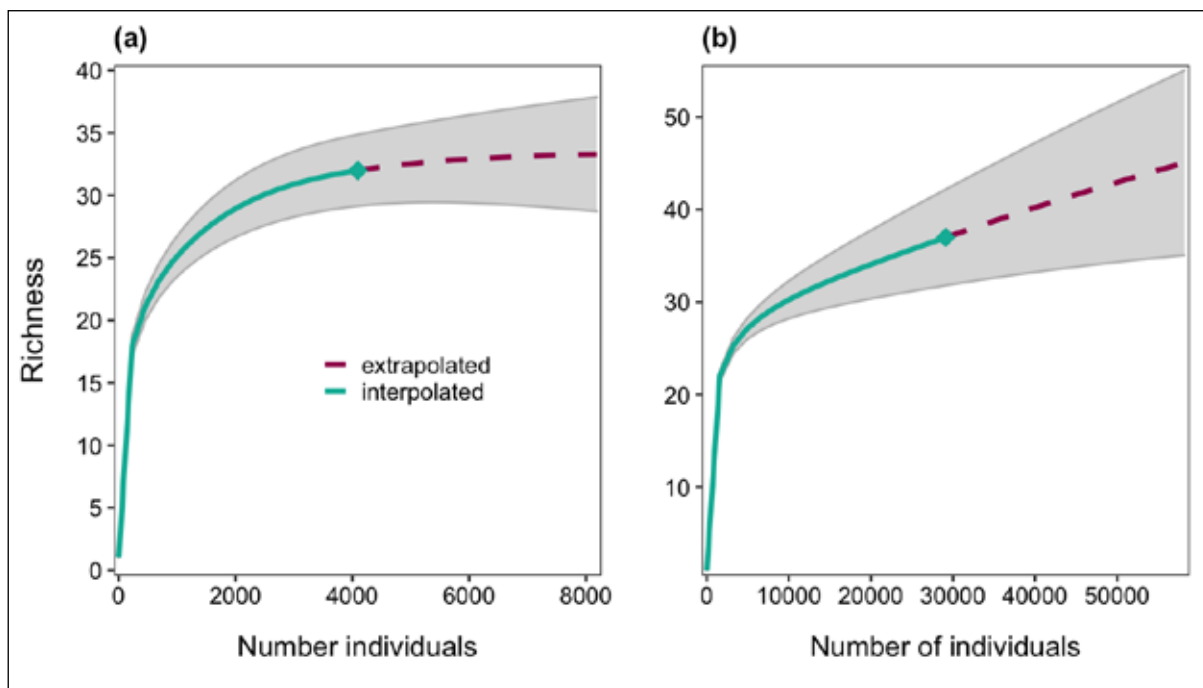 (a)
(b)
Richness
40
35
30
25
20
15
10
5
0
extrapolated
interpolated
0 2000 4000 6000 8000
Number individuals
50
40
30
20
10
0 10000 20000 30000 40000 50000
Number of individuals